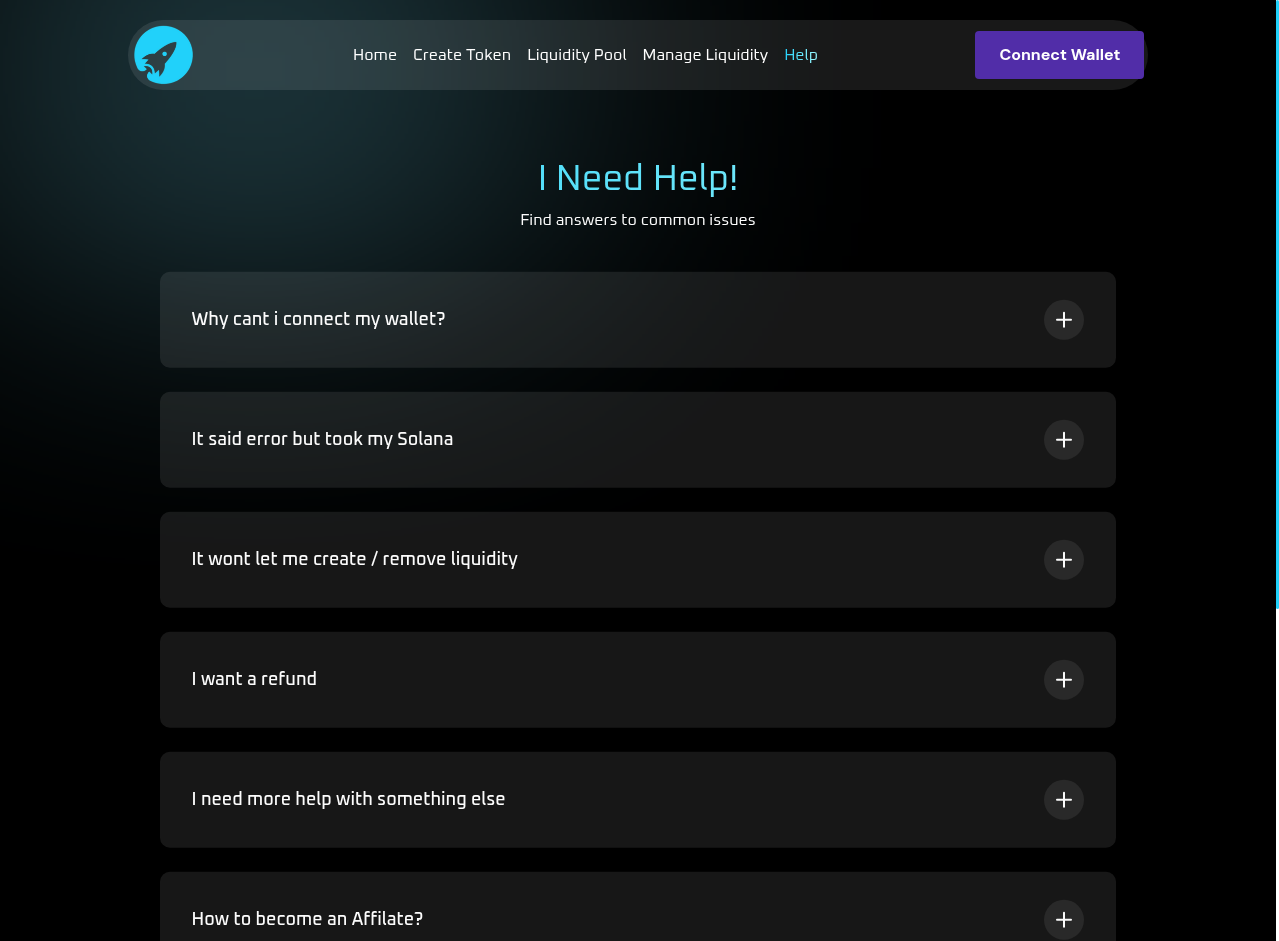 Home Create Token Liquidity Pool Manage Liquidity Help Connect Wallet
I Need Help!
Find answers to common issues
Why cant i connect my wallet?
It said error but took my Solana
It wont let me create / remove liquidity
I want a refund
I need more help with something else
How to become an Affilate?